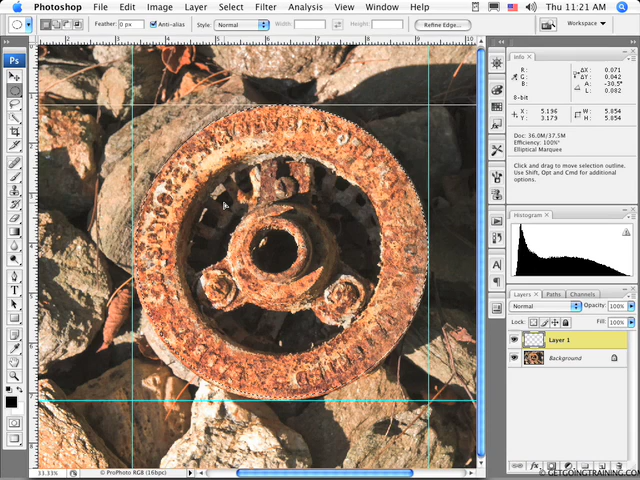 Photoshop File Edit Image Layer Select Filter Analysis View Window Help Thu 11:21 AM
Feather: 0 px Anti-alias Style: Normal Width: Height: Refine Edge... Workspace
Ps
Info
R: ΔX: 0.071
G: ΔY: 0.042
B: A: -30.5°
L: 0.082
8-bit
X: 5.196 W: 5.854
Y: 3.179 H: 5.854
Doc: 36.0M/37.5M
Efficiency: 100%*
Elliptical Marquee
Click and drag to move selection outline.
Use Shift, Opt and Cmd for additional
options.
Histogram
Layers Paths Channels
Normal Opacity: 100%
Lock: Fill: 100%
Layer 1
Background
33.33% ProPhoto RGB (16bpc)
© GETGOINGTRAINING.COM